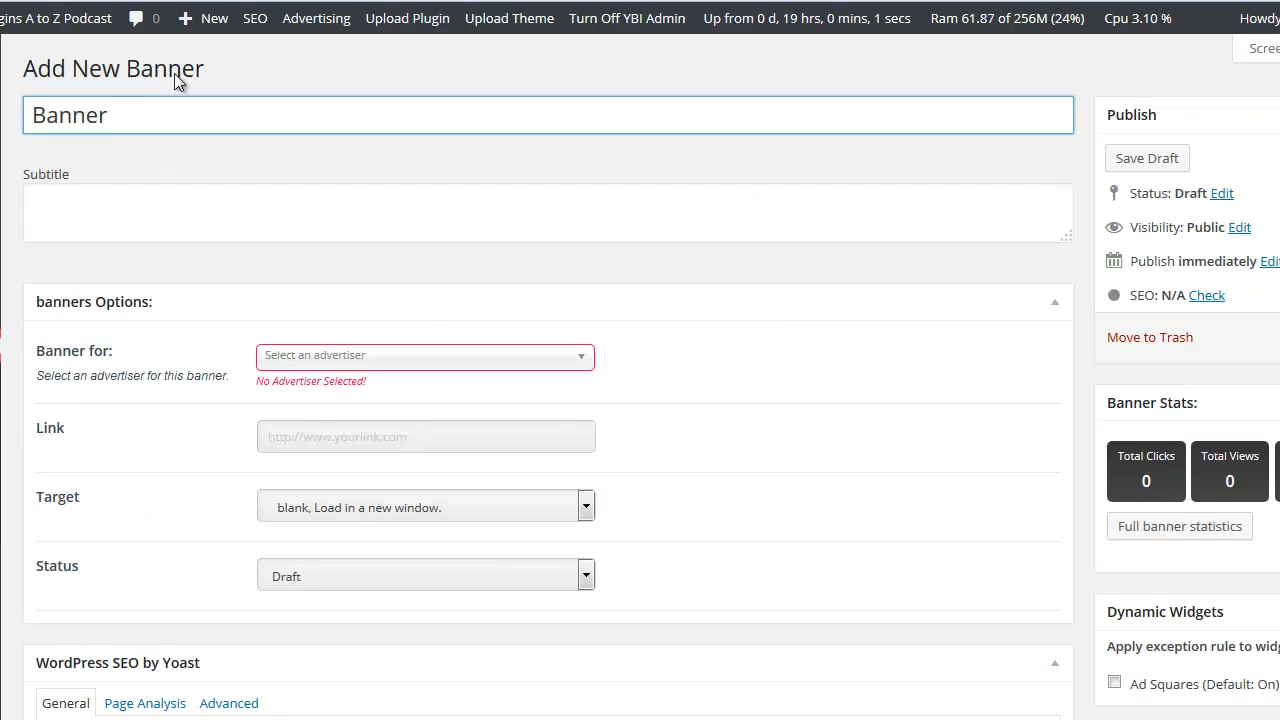 gins A to Z Podcast 0 New SEO Advertising Upload Plugin Upload Theme Turn Off YBI Admin Up from 0 d, 19 hrs, 0 mins, 1 secs Ram 61.87 of 256M (24%) Cpu 3.10 % Howdy
Scree
Add New Banner
Banner
Subtitle
banners Options:
Banner for:
Select an advertiser for this banner.
Select an advertiser
No Advertiser Selected!
Link
http://www.yourlink.com
Target
blank, Load in a new window.
Status
Draft
WordPress SEO by Yoast
General Page Analysis Advanced
Publish
Save Draft
Status: Draft Edit
Visibility: Public Edit
Publish immediately Edit
SEO: N/A Check
Move to Trash
Banner Stats:
Total Clicks Total Views
0 0
Full banner statistics
Dynamic Widgets
Apply exception rule to widg
Ad Squares (Default: On)